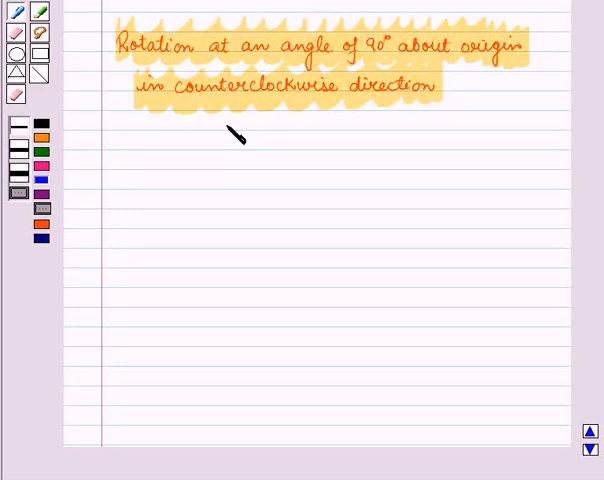 Rotation at an angle of 90° about origin
in counterclockwise direction